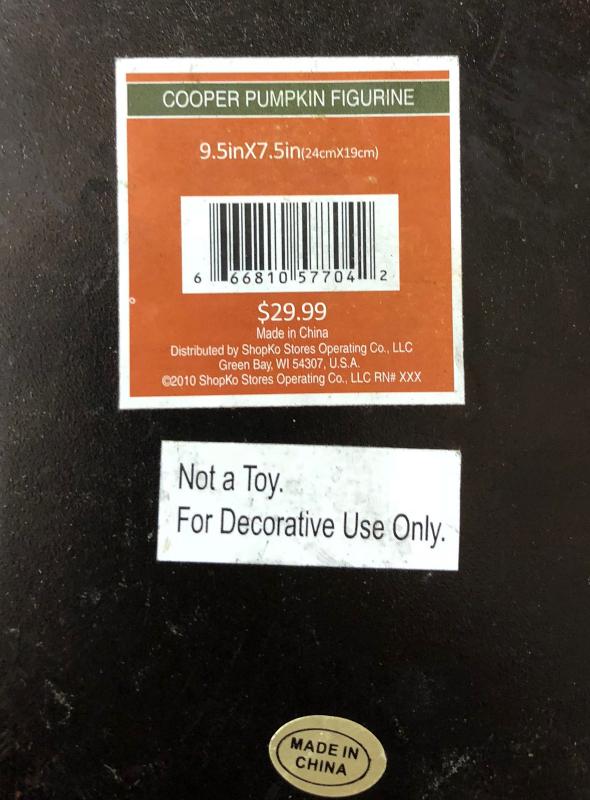 COOPER PUMPKIN FIGURINE
9.5inX7.5in(24cmX19cm)
6 66810 57704 2
$29.99
Made in China
Distributed by ShopKo Stores Operating Co., LLC
Green Bay, WI 54307, U.S.A.
©2010 ShopKo Stores Operating Co., LLC RN# XXX
Not a Toy.
For Decorative Use Only.
MADE IN
CHINA